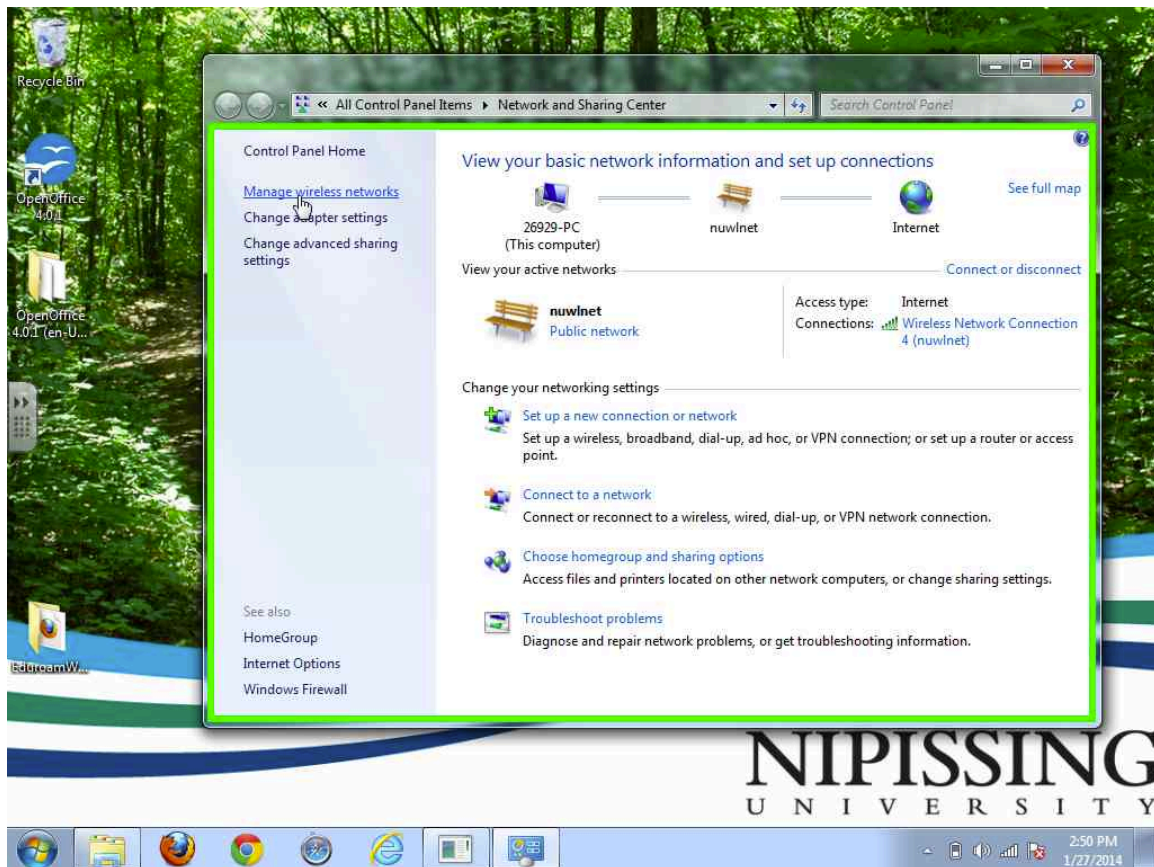 Recycle Bin
OpenOffice
4.0.1
OpenOffice
4.0.1 (en-U...
EduroamW...
« All Control Panel Items ▸ Network and Sharing Center
Search Control Panel
Control Panel Home
Manage wireless networks
Change adapter settings
Change advanced sharing
settings
See also
HomeGroup
Internet Options
Windows Firewall
View your basic network information and set up connections
See full map
26929-PC
(This computer)
nuwlnet
Internet
View your active networks
Connect or disconnect
nuwlnet
Public network
Access type: Internet
Connections: Wireless Network Connection
4 (nuwlnet)
Change your networking settings
Set up a new connection or network
Set up a wireless, broadband, dial-up, ad hoc, or VPN connection; or set up a router or access
point.
Connect to a network
Connect or reconnect to a wireless, wired, dial-up, or VPN network connection.
Choose homegroup and sharing options
Access files and printers located on other network computers, or change sharing settings.
Troubleshoot problems
Diagnose and repair network problems, or get troubleshooting information.
NIPISSING
UNIVERSITY
2:50 PM
1/27/2014